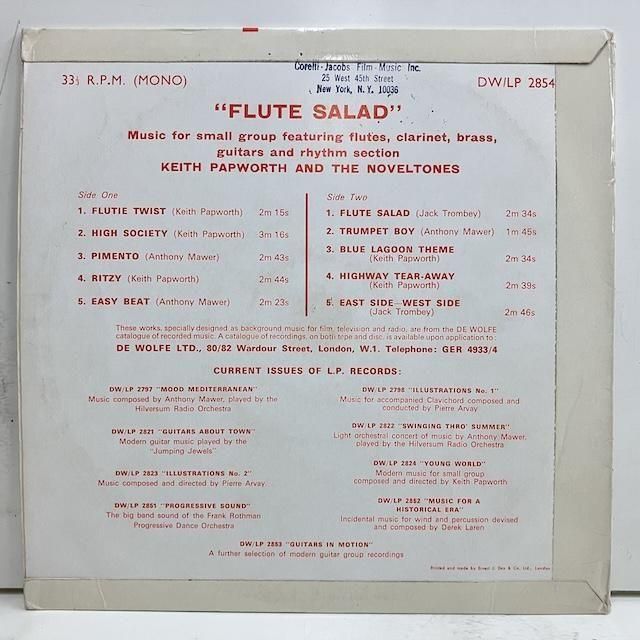 Corelli-Jacobs Film-Music Inc.
25 West 45th Street
New York, N.Y. 10036
33⅓ R.P.M. (MONO)
DW/LP 2854
"FLUTE SALAD"
Music for small group featuring flutes, clarinet, brass,
guitars and rhythm section
KEITH PAPWORTH AND THE NOVELTONES
Side One
1. FLUTIE TWIST (Keith Papworth) 2m 15s
2. HIGH SOCIETY (Keith Papworth) 3m 16s
3. PIMENTO (Anthony Mawer) 2m 43s
4. RITZY (Keith Papworth) 2m 44s
5. EASY BEAT (Anthony Mawer) 2m 23s
Side Two
1. FLUTE SALAD (Jack Trombey) 2m 34s
2. TRUMPET BOY (Anthony Mawer) 1m 45s
3. BLUE LAGOON THEME
(Keith Papworth) 2m 34s
4. HIGHWAY TEAR-AWAY
(Keith Papworth) 2m 39s
5. EAST SIDE—WEST SIDE
(Jack Trombey) 2m 46s
These works, specially designed as background music for film, television and radio, are from the DE WOLFE
catalogue of recorded music. A catalogue of recordings, on both tape and disc, is available upon application to:
DE WOLFE LTD., 80/82 Wardour Street, London, W.1. Telephone: GER 4933/4
CURRENT ISSUES OF L.P. RECORDS:
DW/LP 2797 "MOOD MEDITERRANEAN"
Music composed by Anthony Mawer, played by the
Hilversum Radio Orchestra
DW/LP 2821 "GUITARS ABOUT TOWN"
Modern guitar music played by the
"Jumping Jewels"
DW/LP 2823 "ILLUSTRATIONS No. 2"
Music composed and directed by Pierre Arvay.
DW/LP 2851 "PROGRESSIVE SOUND"
The big band sound of the Frank Rothman
Progressive Dance Orchestra
DW/LP 2798 "ILLUSTRATIONS No. 1"
Music for accompanied Clavichord composed and
conducted by Pierre Arvay
DW/LP 2822 "SWINGING THRO' SUMMER"
Light orchestral concert of music by Anthony Mawer,
played by the Hilversum Radio Orchestra
DW/LP 2824 "YOUNG WORLD"
Modern music for small group
composed and directed by Keith Papworth
DW/LP 2852 "MUSIC FOR A
HISTORICAL ERA"
Incidental music for wind and percussion devised
and composed by Derek Laren
DW/LP 2853 "GUITARS IN MOTION"
A further selection of modern guitar group recordings
Printed and made by Ernest J. Day & Co. Ltd., London